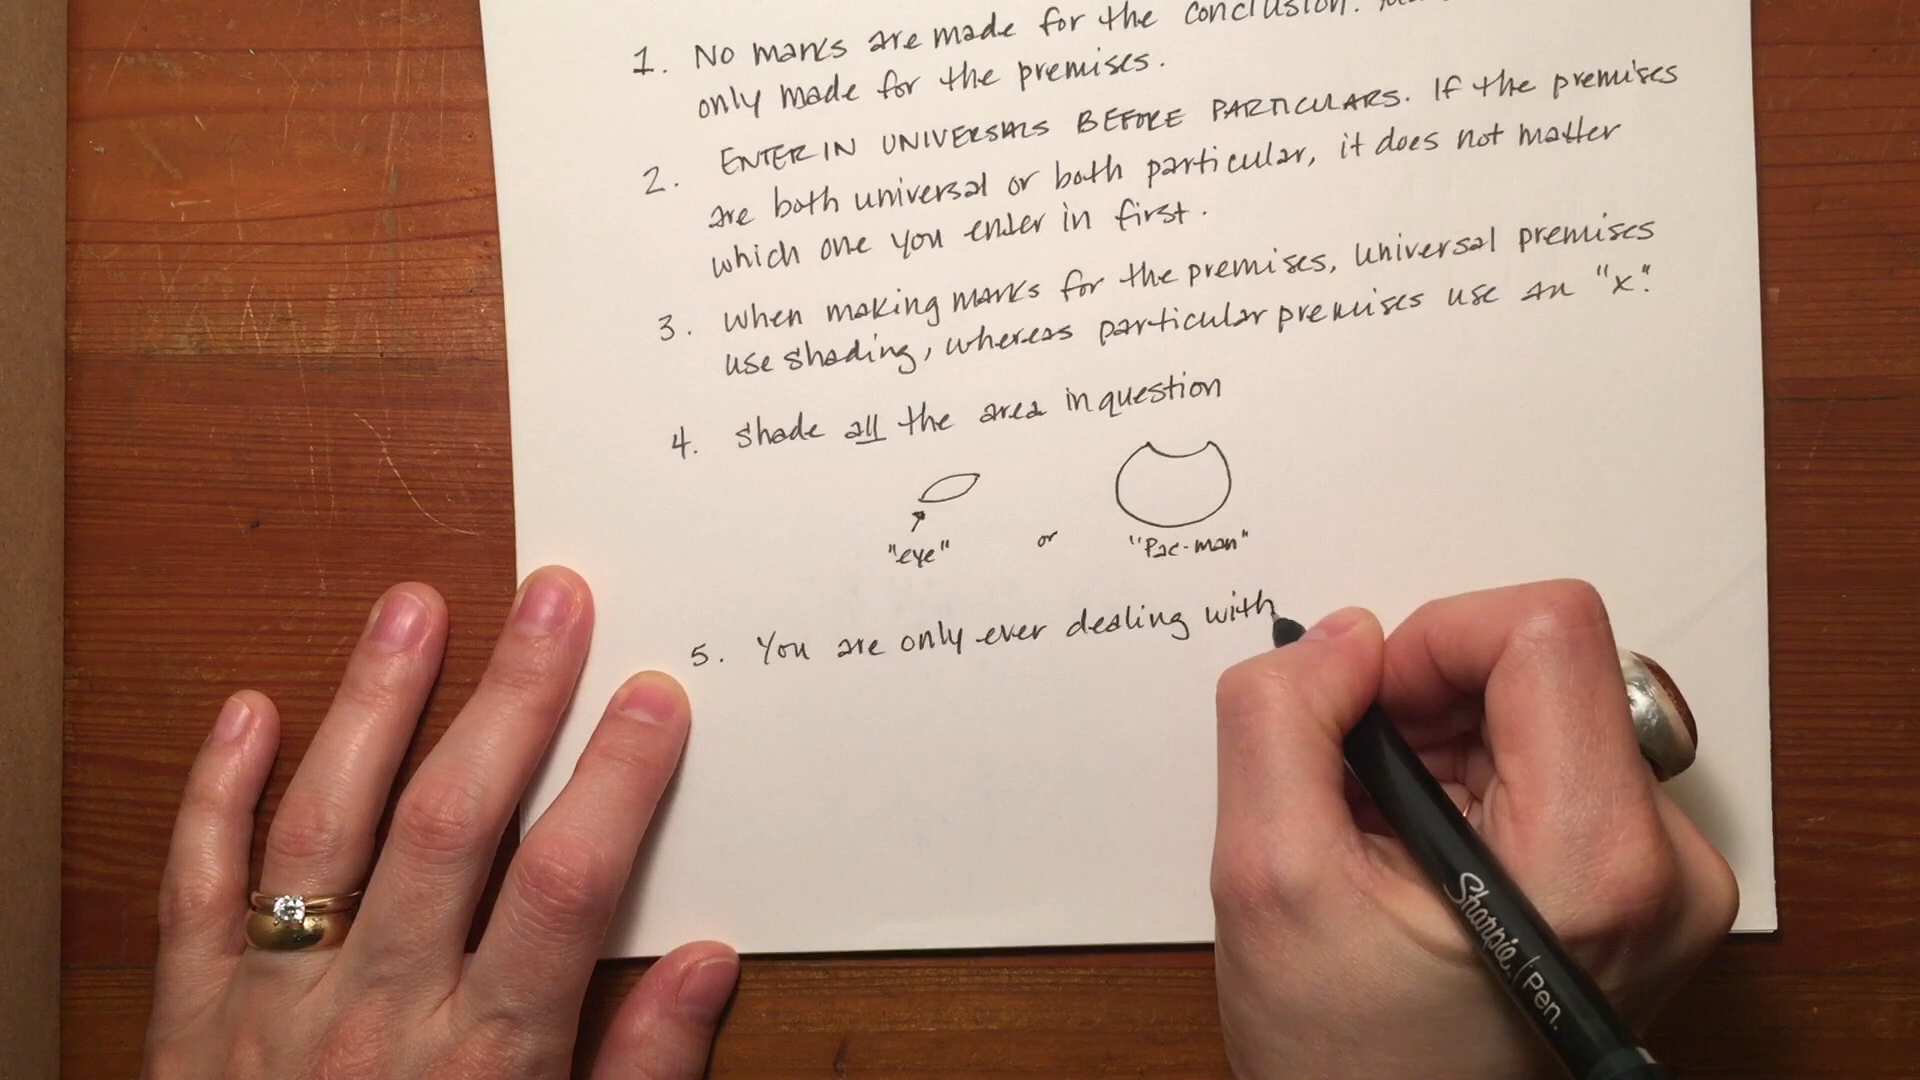 1. No marks are made for the conclusion.
only made for the premises.
2. ENTER IN UNIVERSALS BEFORE PARTICULARS. If the premises
are both universal or both particular, it does not matter
which one you enter in first.
3. When making marks for the premises, universal premises
use shading, whereas particular premises use an "x".
4. Shade all the area in question
"eye" or "Pac-man"
5. You are only ever dealing with
Sharpie Pen.